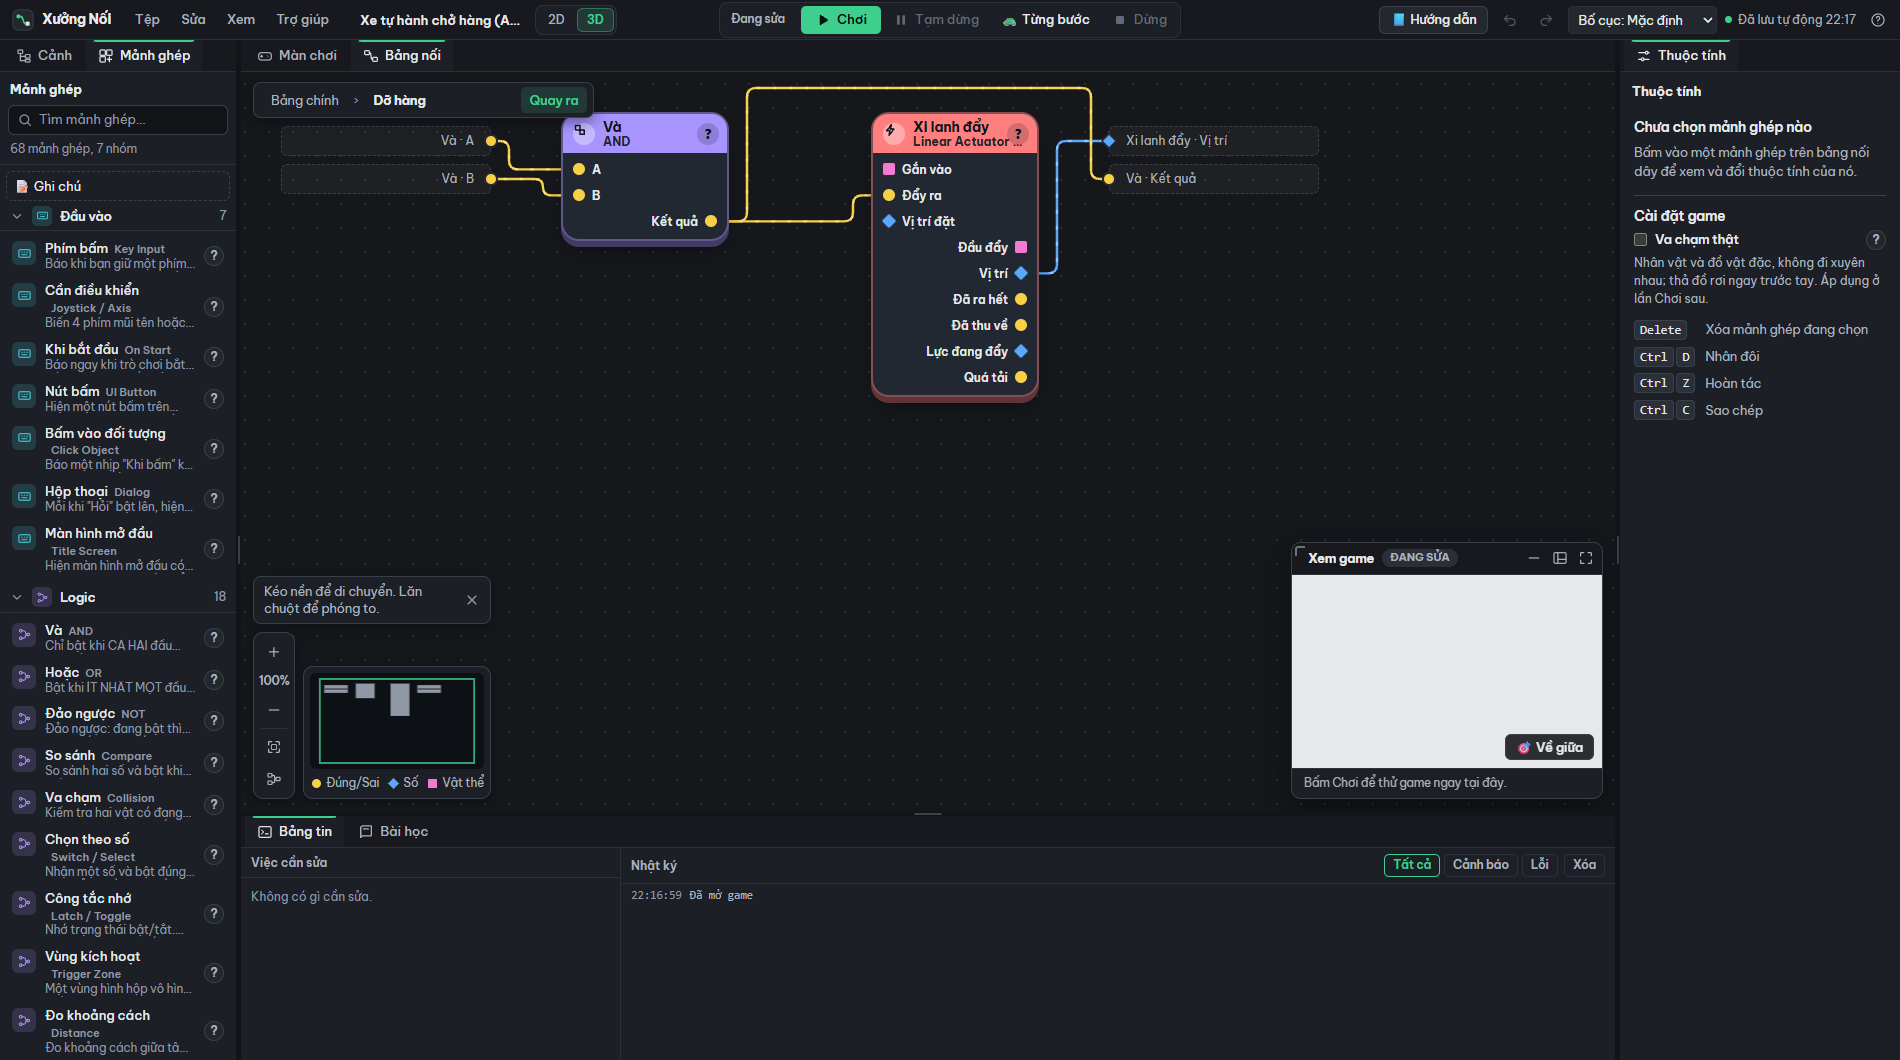 Xưởng Nối
Tệp
Sửa
Xem
Trợ giúp
Xe tự hành chở hàng (A...
2D
3D
Đang sửa
Chơi
Tạm dừng
Từng bước
Dừng
Hướng dẫn
Bố cục: Mặc định
Đã lưu tự động 22:17
Cảnh
Mảnh ghép
Mảnh ghép
Tìm mảnh ghép...
68 mảnh ghép, 7 nhóm
Ghi chú
Đầu vào
7
Phím bấm Key Input
Báo khi bạn giữ một phím...
?
Cần điều khiển
Joystick / Axis
Biến 4 phím mũi tên hoặc...
?
Khi bắt đầu On Start
Báo ngay khi trò chơi bắt...
?
Nút bấm UI Button
Hiện một nút bấm trên...
?
Bấm vào đối tượng
Click Object
Báo một nhịp "Khi bấm" k...
?
Hộp thoại Dialog
Mỗi khi "Hỏi" bật lên, hiện...
?
Màn hình mở đầu
Title Screen
Hiện màn hình mở đầu có...
?
Logic
18
Và AND
Chỉ bật khi CẢ HAI đầu...
?
Hoặc OR
Bật khi ÍT NHẤT MỘT đầu...
?
Đảo ngược NOT
Đảo ngược: đang bật thì...
?
So sánh Compare
So sánh hai số và bật khi...
?
Va chạm Collision
Kiểm tra hai vật có đang...
?
Chọn theo số
Switch / Select
Nhận một số và bật đúng...
?
Công tắc nhớ
Latch / Toggle
Nhớ trạng thái bật/tắt....
?
Vùng kích hoạt
Trigger Zone
Một vùng hình hộp vô hìn...
?
Đo khoảng cách
Distance
Đo khoảng cách giữa tâ...
?
Màn chơi
Bảng nối
Bảng chính
›
Dỡ hàng
Quay ra
Và · A
Và · B
Và
AND
?
A
B
Kết quả
Xi lanh đẩy
Linear Actuator ...
?
Gắn vào
Đẩy ra
Vị trí đặt
Đầu đẩy
Vị trí
Đã ra hết
Đã thu về
Lực đang đẩy
Quá tải
Xi lanh đẩy · Vị trí
Và · Kết quả
Kéo nền để di chuyển. Lăn
chuột để phóng to.
100%
Đúng/Sai
Số
Vật thể
Xem game
ĐANG SỬA
Về giữa
Bấm Chơi để thử game ngay tại đây.
Bảng tin
Bài học
Việc cần sửa
Không có gì cần sửa.
Nhật ký
Tất cả
Cảnh báo
Lỗi
Xóa
22:16:59 Đã mở game
Thuộc tính
Thuộc tính
Chưa chọn mảnh ghép nào
Bấm vào một mảnh ghép trên bảng nối
dây để xem và đổi thuộc tính của nó.
Cài đặt game
Va chạm thật
?
Nhân vật và đồ vật đặc, không đi xuyên
nhau; thả đồ rơi ngay trước tay. Áp dụng ở
lần Chơi sau.
Delete
Xóa mảnh ghép đang chọn
Ctrl D
Nhân đôi
Ctrl Z
Hoàn tác
Ctrl C
Sao chép